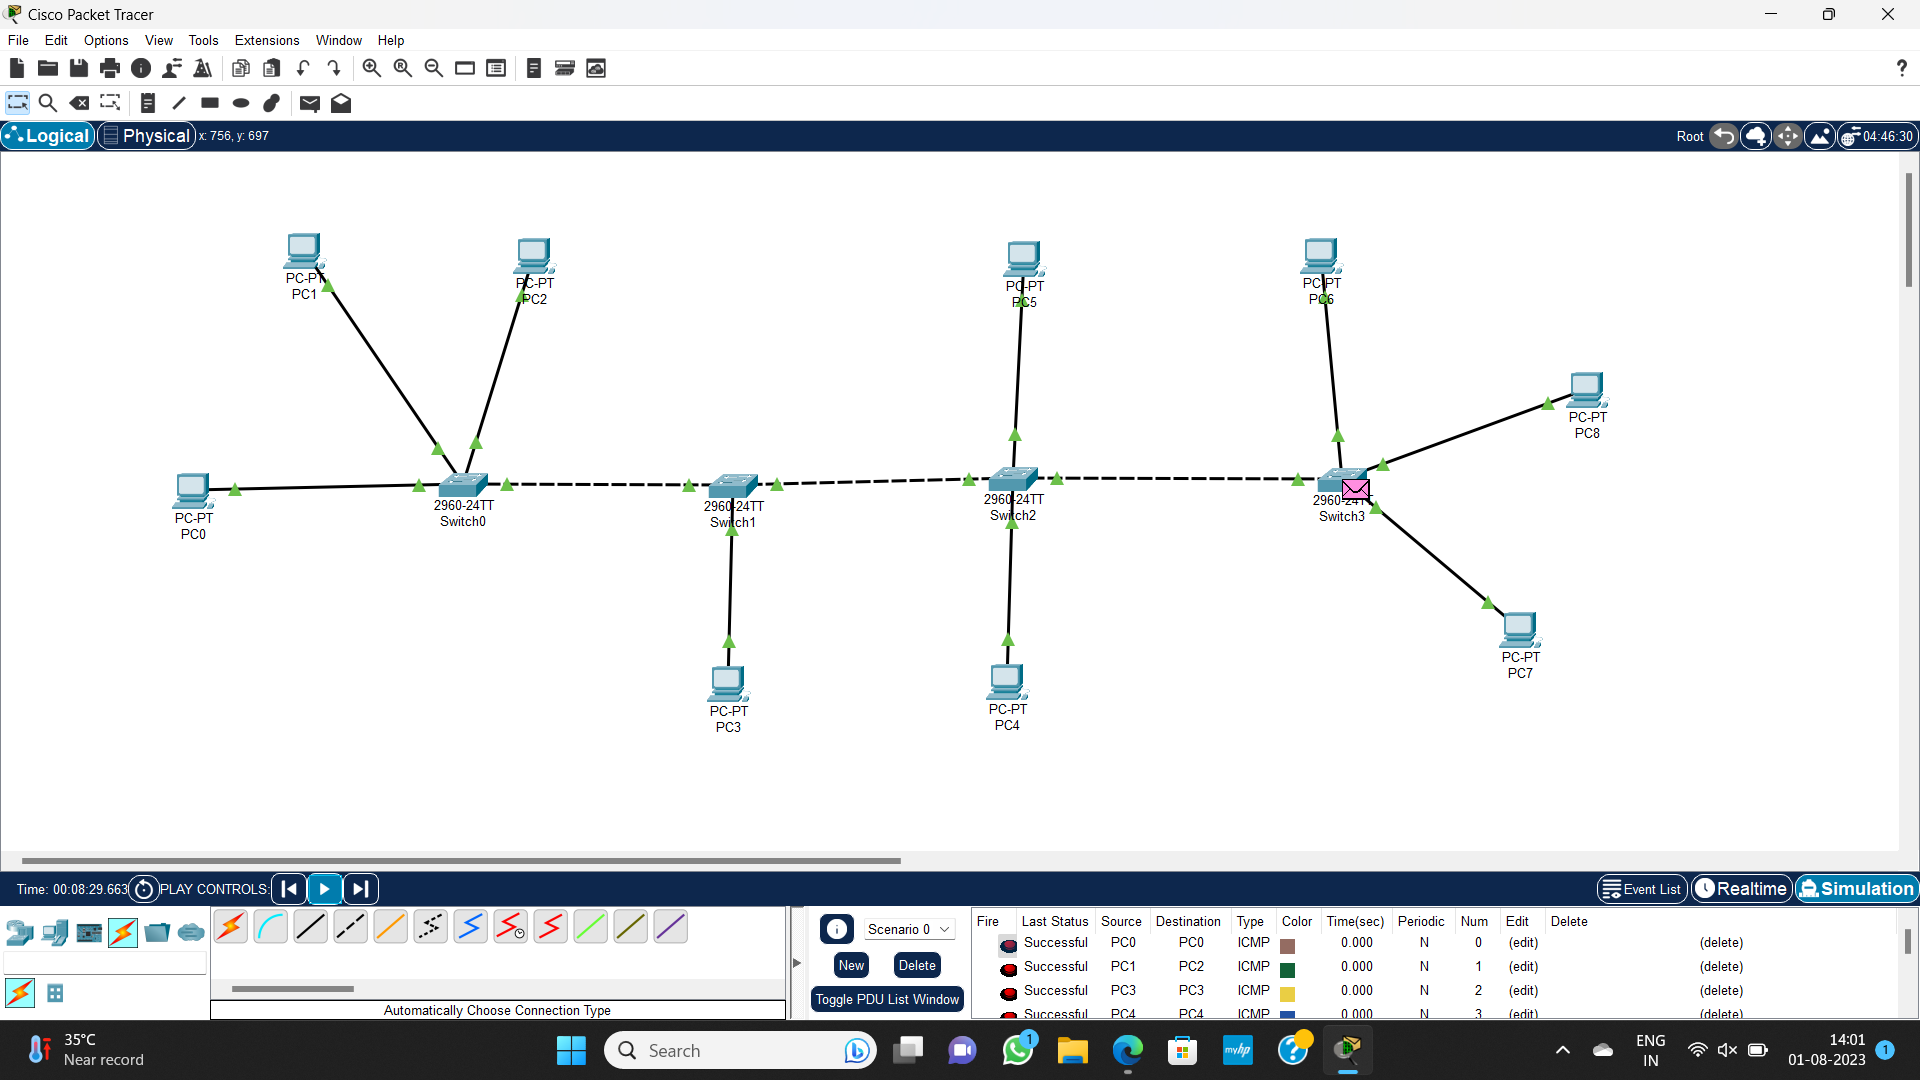 Cisco Packet Tracer
File Edit Options View Tools Extensions Window Help
?
Logical Physical x: 756, y: 697 Root 04:46:30
PC-PT
PC1
PC-PT
PC2
PC-PT
PC5
PC-PT
PC6
PC-PT
PC8
PC-PT
PC0
2960-24TT
Switch0
2960-24TT
Switch1
2960-24TT
Switch2
2960-24TT
Switch3
PC-PT
PC7
PC-PT
PC3
PC-PT
PC4
Time: 00:08:29.663 PLAY CONTROLS: Event List Realtime Simulation
Scenario 0
New Delete
Toggle PDU List Window
Automatically Choose Connection Type
Fire Last Status Source Destination Type Color Time(sec) Periodic Num Edit Delete
Successful PC0 PC0 ICMP 0.000 N 0 (edit) (delete)
Successful PC1 PC2 ICMP 0.000 N 1 (edit) (delete)
Successful PC3 PC3 ICMP 0.000 N 2 (edit) (delete)
Successful PC4 PC4 ICMP 0.000 N 3 (edit) (delete)
35°C
Near record
Search
1
myhp
?
ENG
IN
14:01
01-08-2023
1